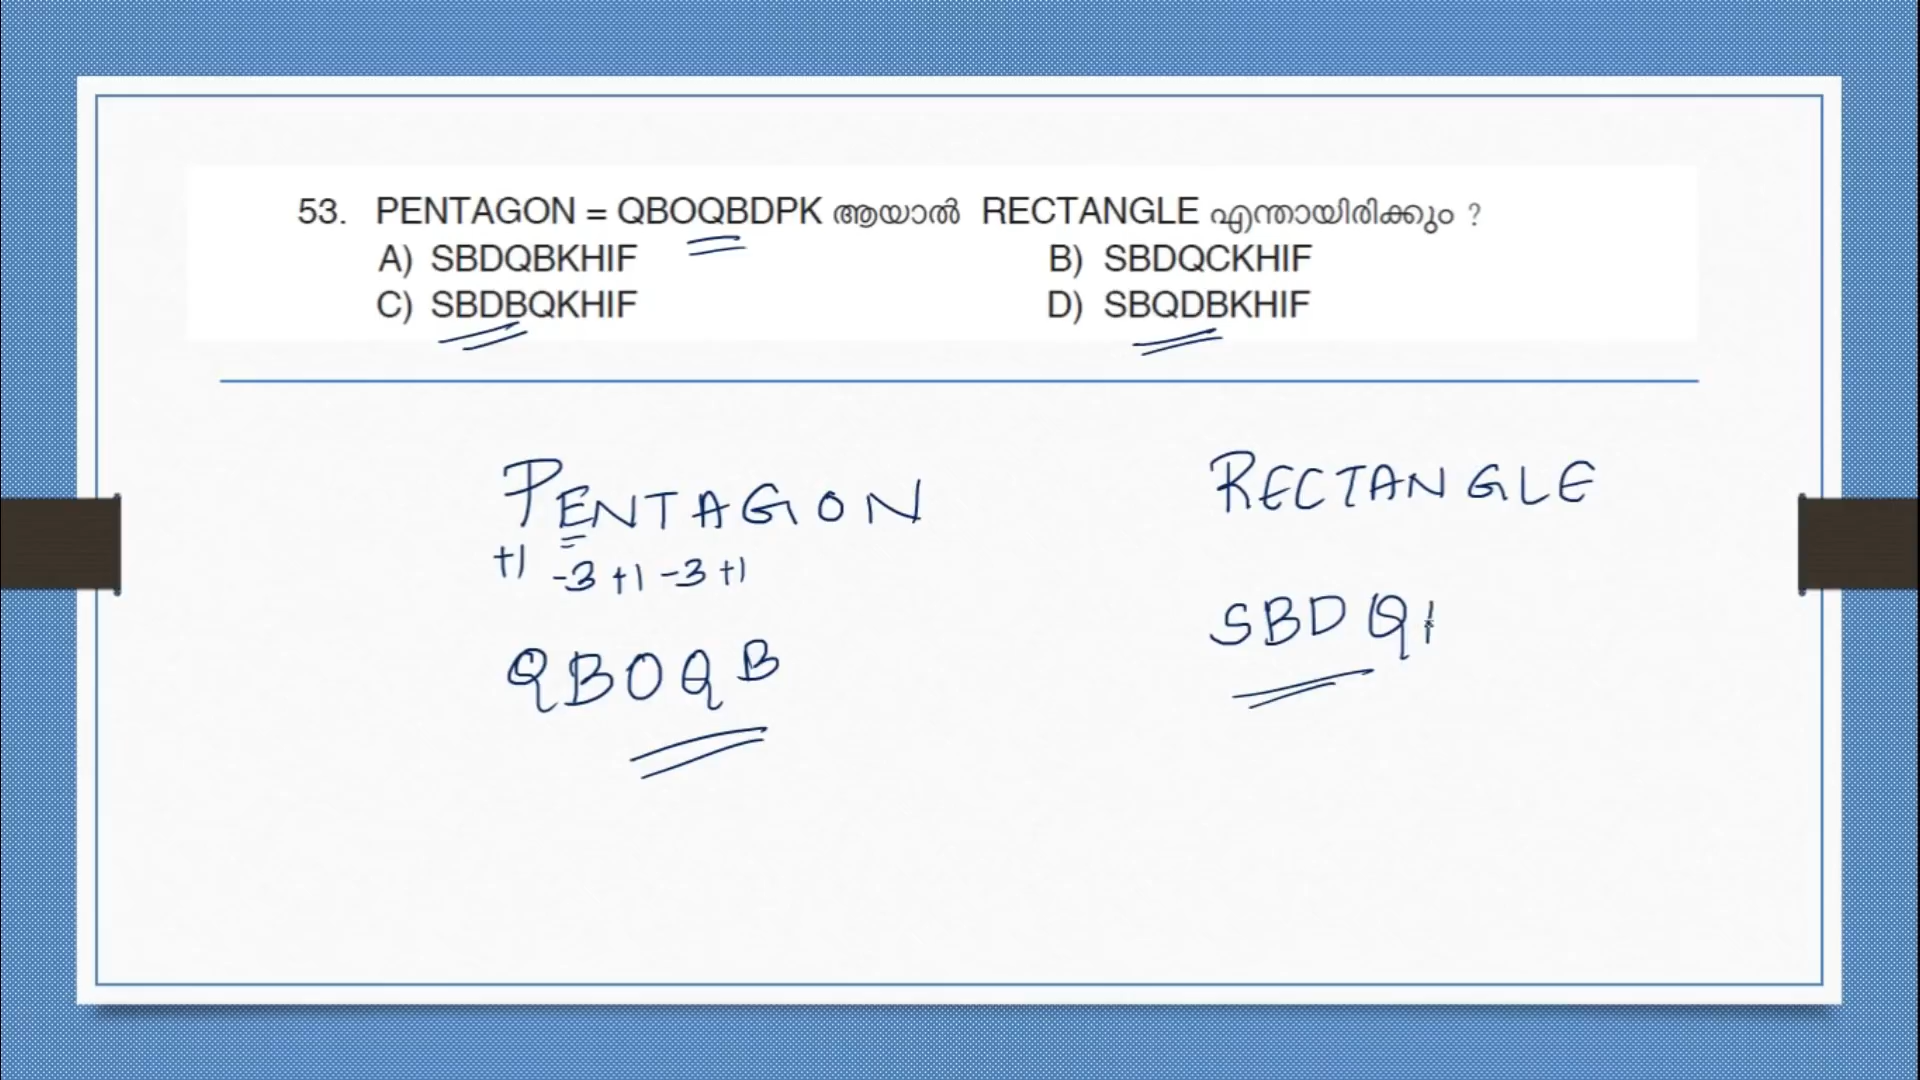 53. PENTAGON = QBOQBDPK ആയാൽ RECTANGLE എന്തായിരിക്കും ?
A) SBDQBKHIF B) SBDQCKHIF
C) SBDBQKHIF D) SBQDBKHIF
PENTAGON RECTANGLE
+1 -3 +1 -3 +1
QBOQB SBDQ